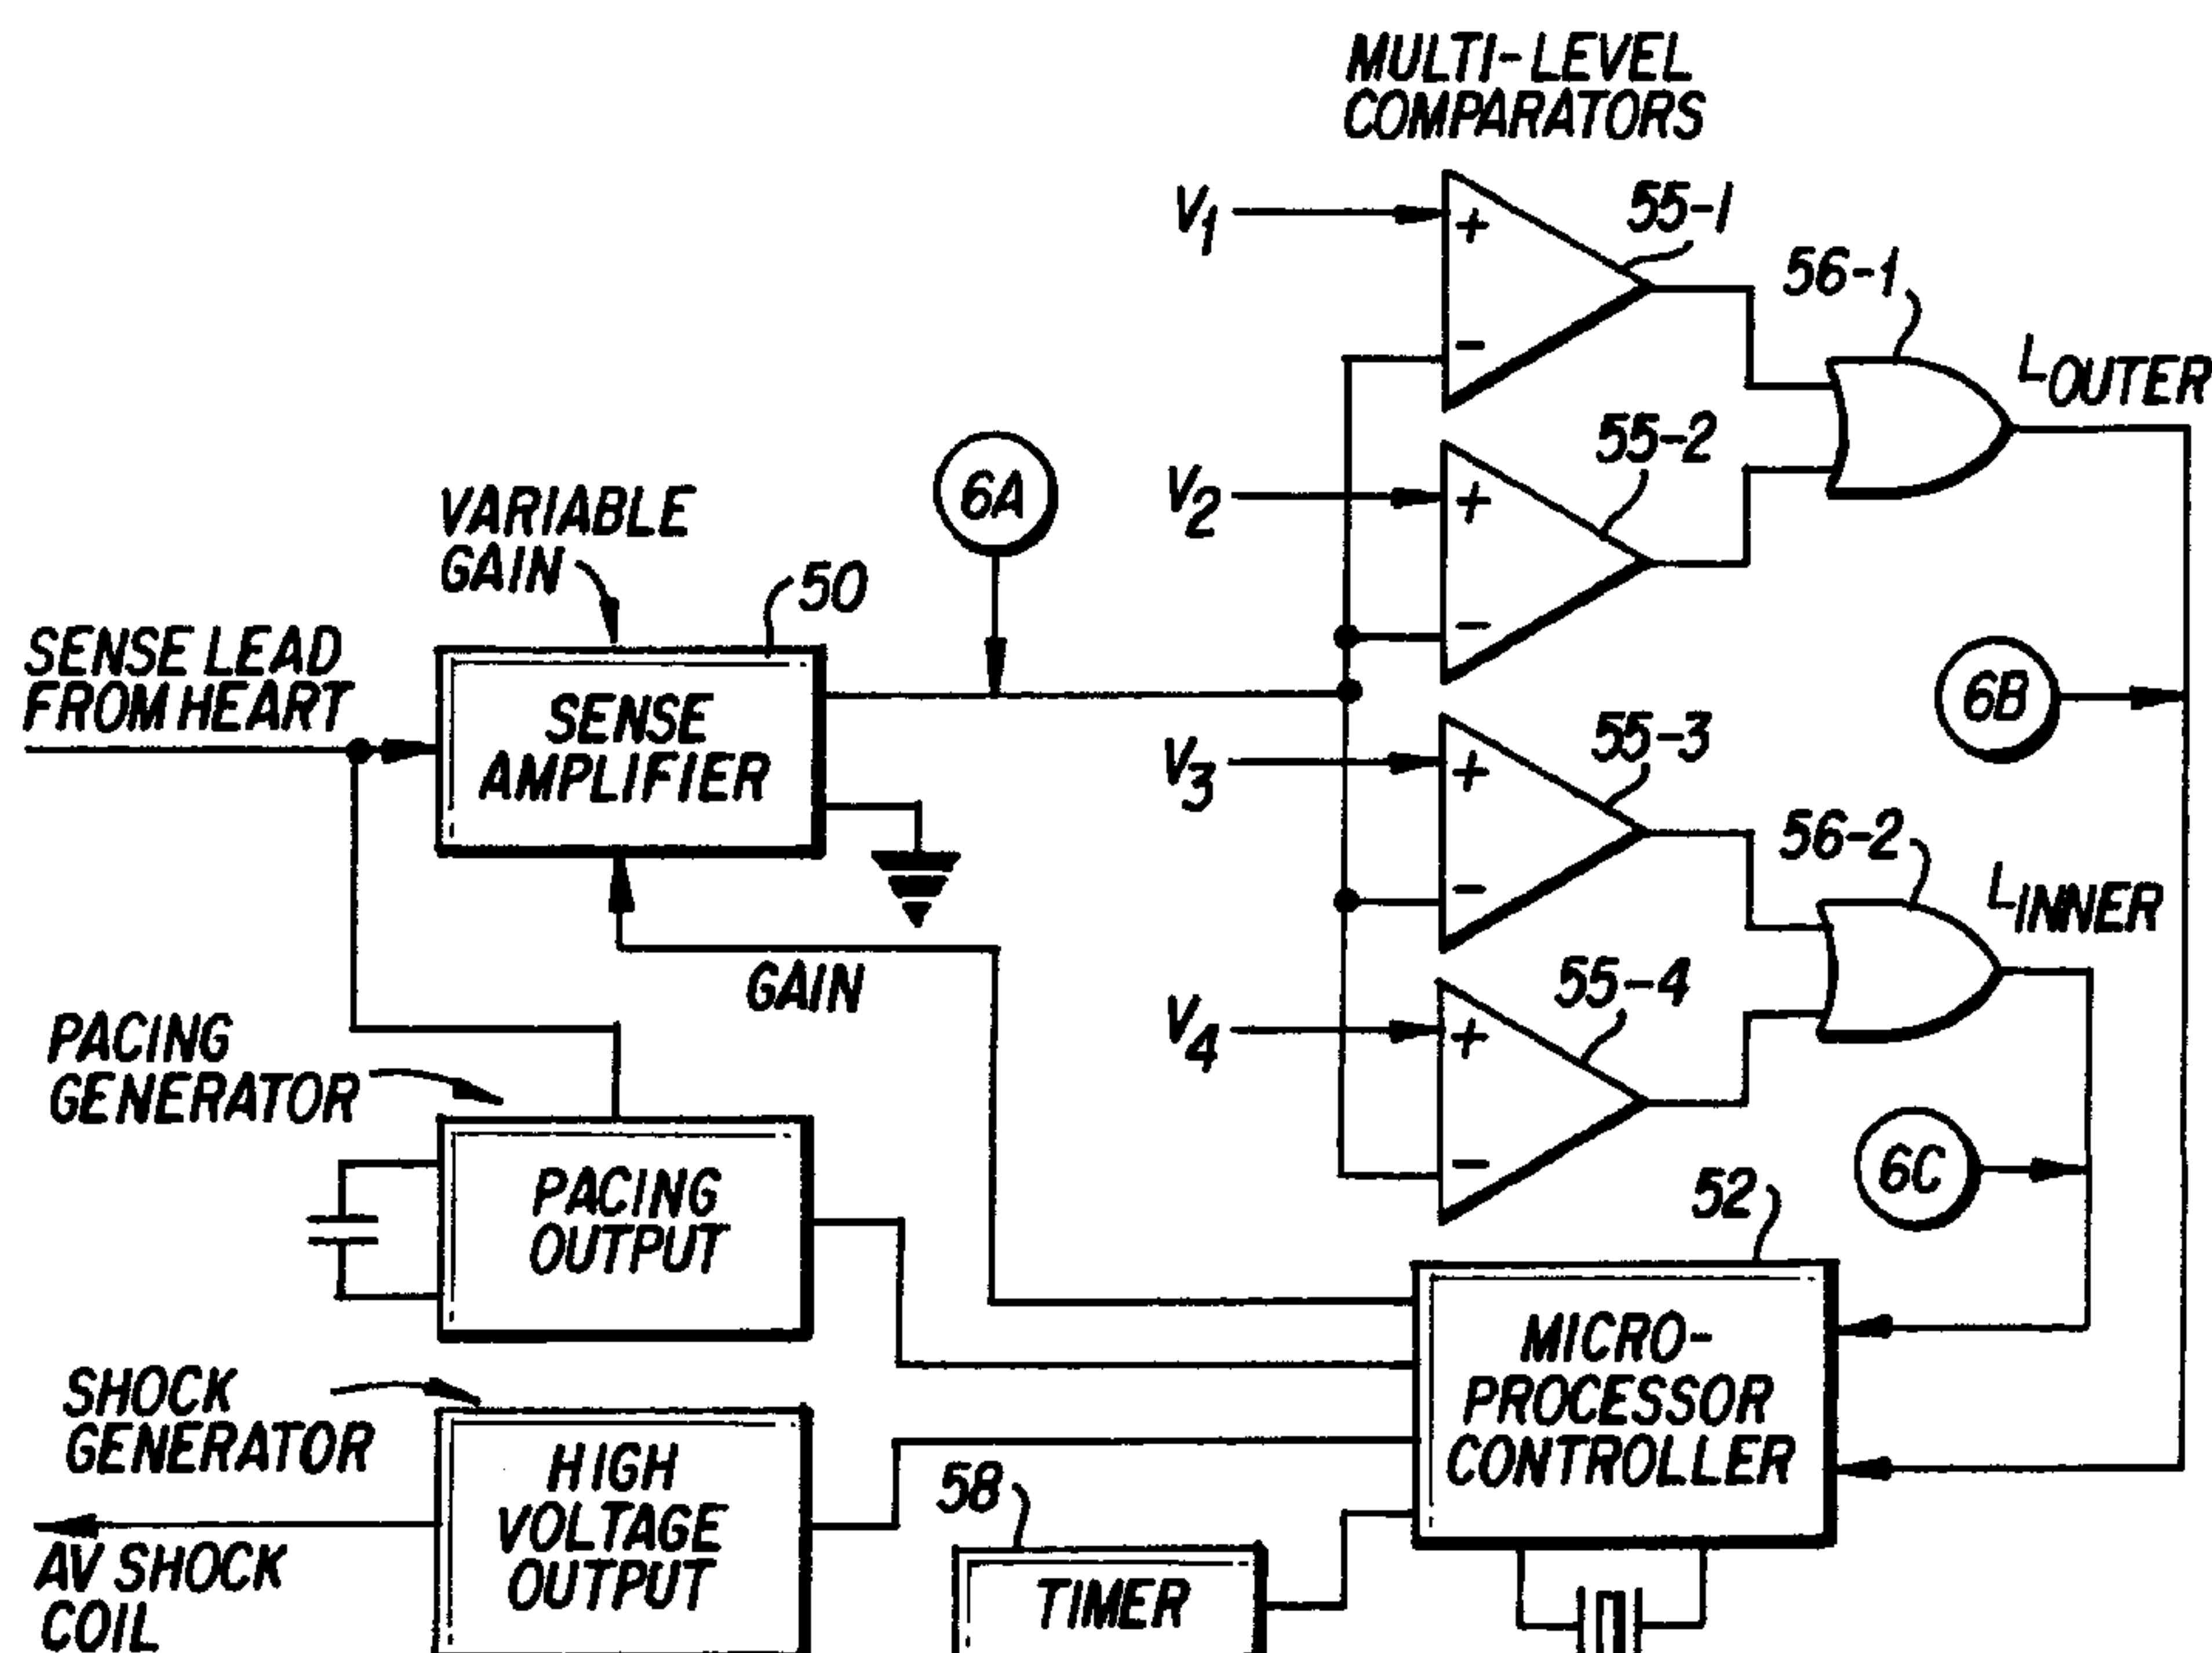 MULTI-LEVEL
COMPARATORS
V1
+
-
55-1
56-1
LOUTER
V2
+
-
55-2
6A
VARIABLE
GAIN
50
SENSE LEAD
FROM HEART
SENSE
AMPLIFIER
6B
V3
+
-
55-3
56-2
LINNER
GAIN
V4
+
-
55-4
6C
PACING
GENERATOR
PACING
OUTPUT
52
MICRO-
PROCESSOR
CONTROLLER
SHOCK
GENERATOR
HIGH
VOLTAGE
OUTPUT
AV SHOCK
COIL
58
TIMER